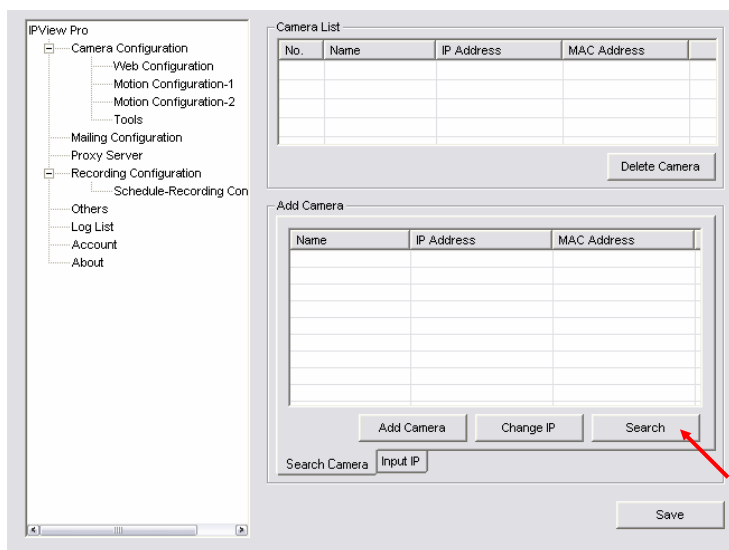 IPView Pro
Camera Configuration
Web Configuration
Motion Configuration-1
Motion Configuration-2
Tools
Mailing Configuration
Proxy Server
Recording Configuration
Schedule-Recording Con
Others
Log List
Account
About
Camera List
No. Name IP Address MAC Address
Delete Camera
Add Camera
Name IP Address MAC Address
Add Camera Change IP Search
Search Camera Input IP
Save